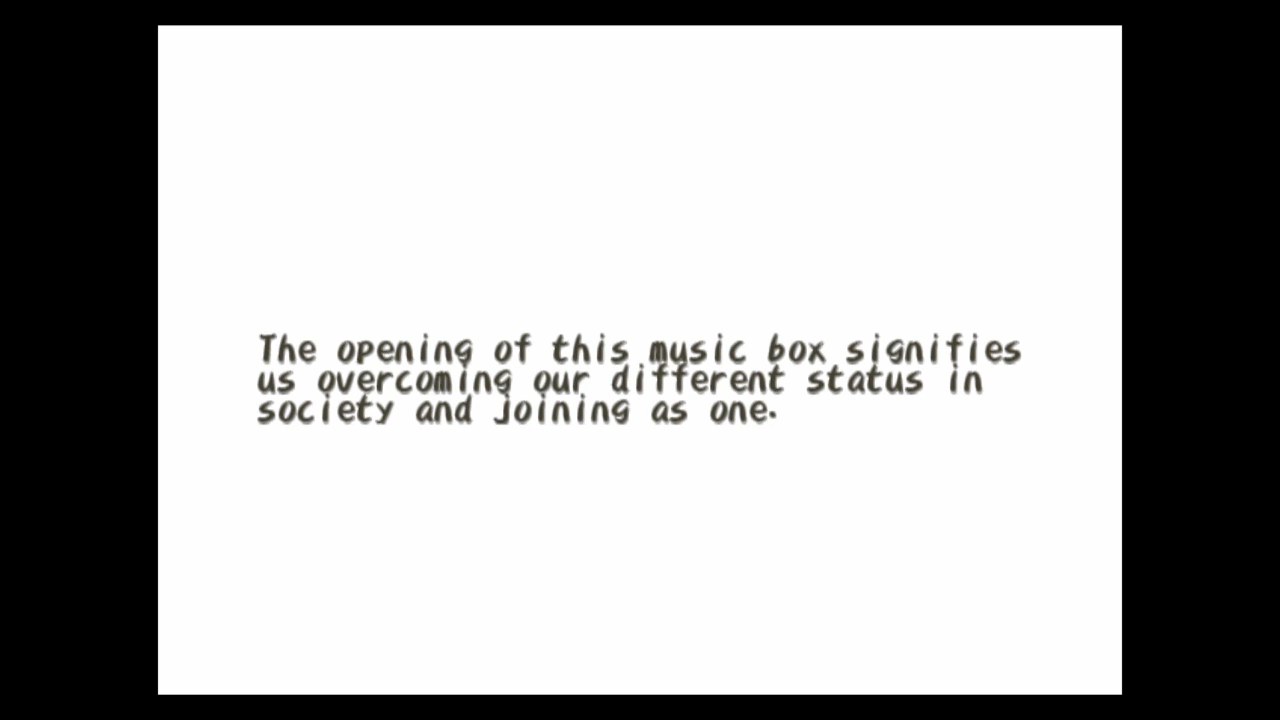 The opening of this music box signifies
us overcoming our different status in
society and joining as one.